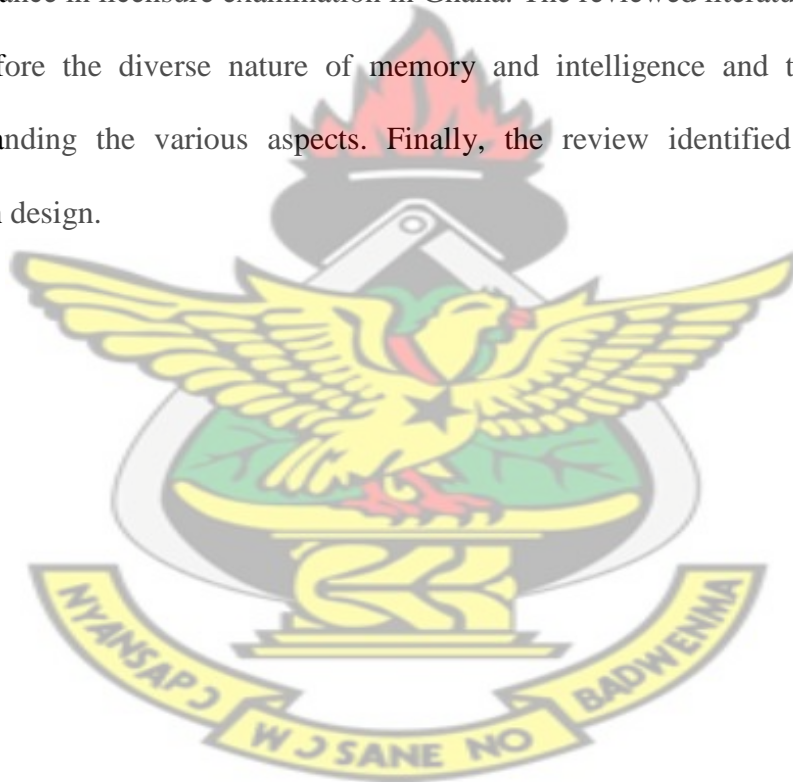 ance in licensure examination in Ghana. The reviewed literatu
fore the diverse nature of memory and intelligence and t
anding the various aspects. Finally, the review identified
n design.
NYANSAPƆ WƆSANE NO BADWENMA